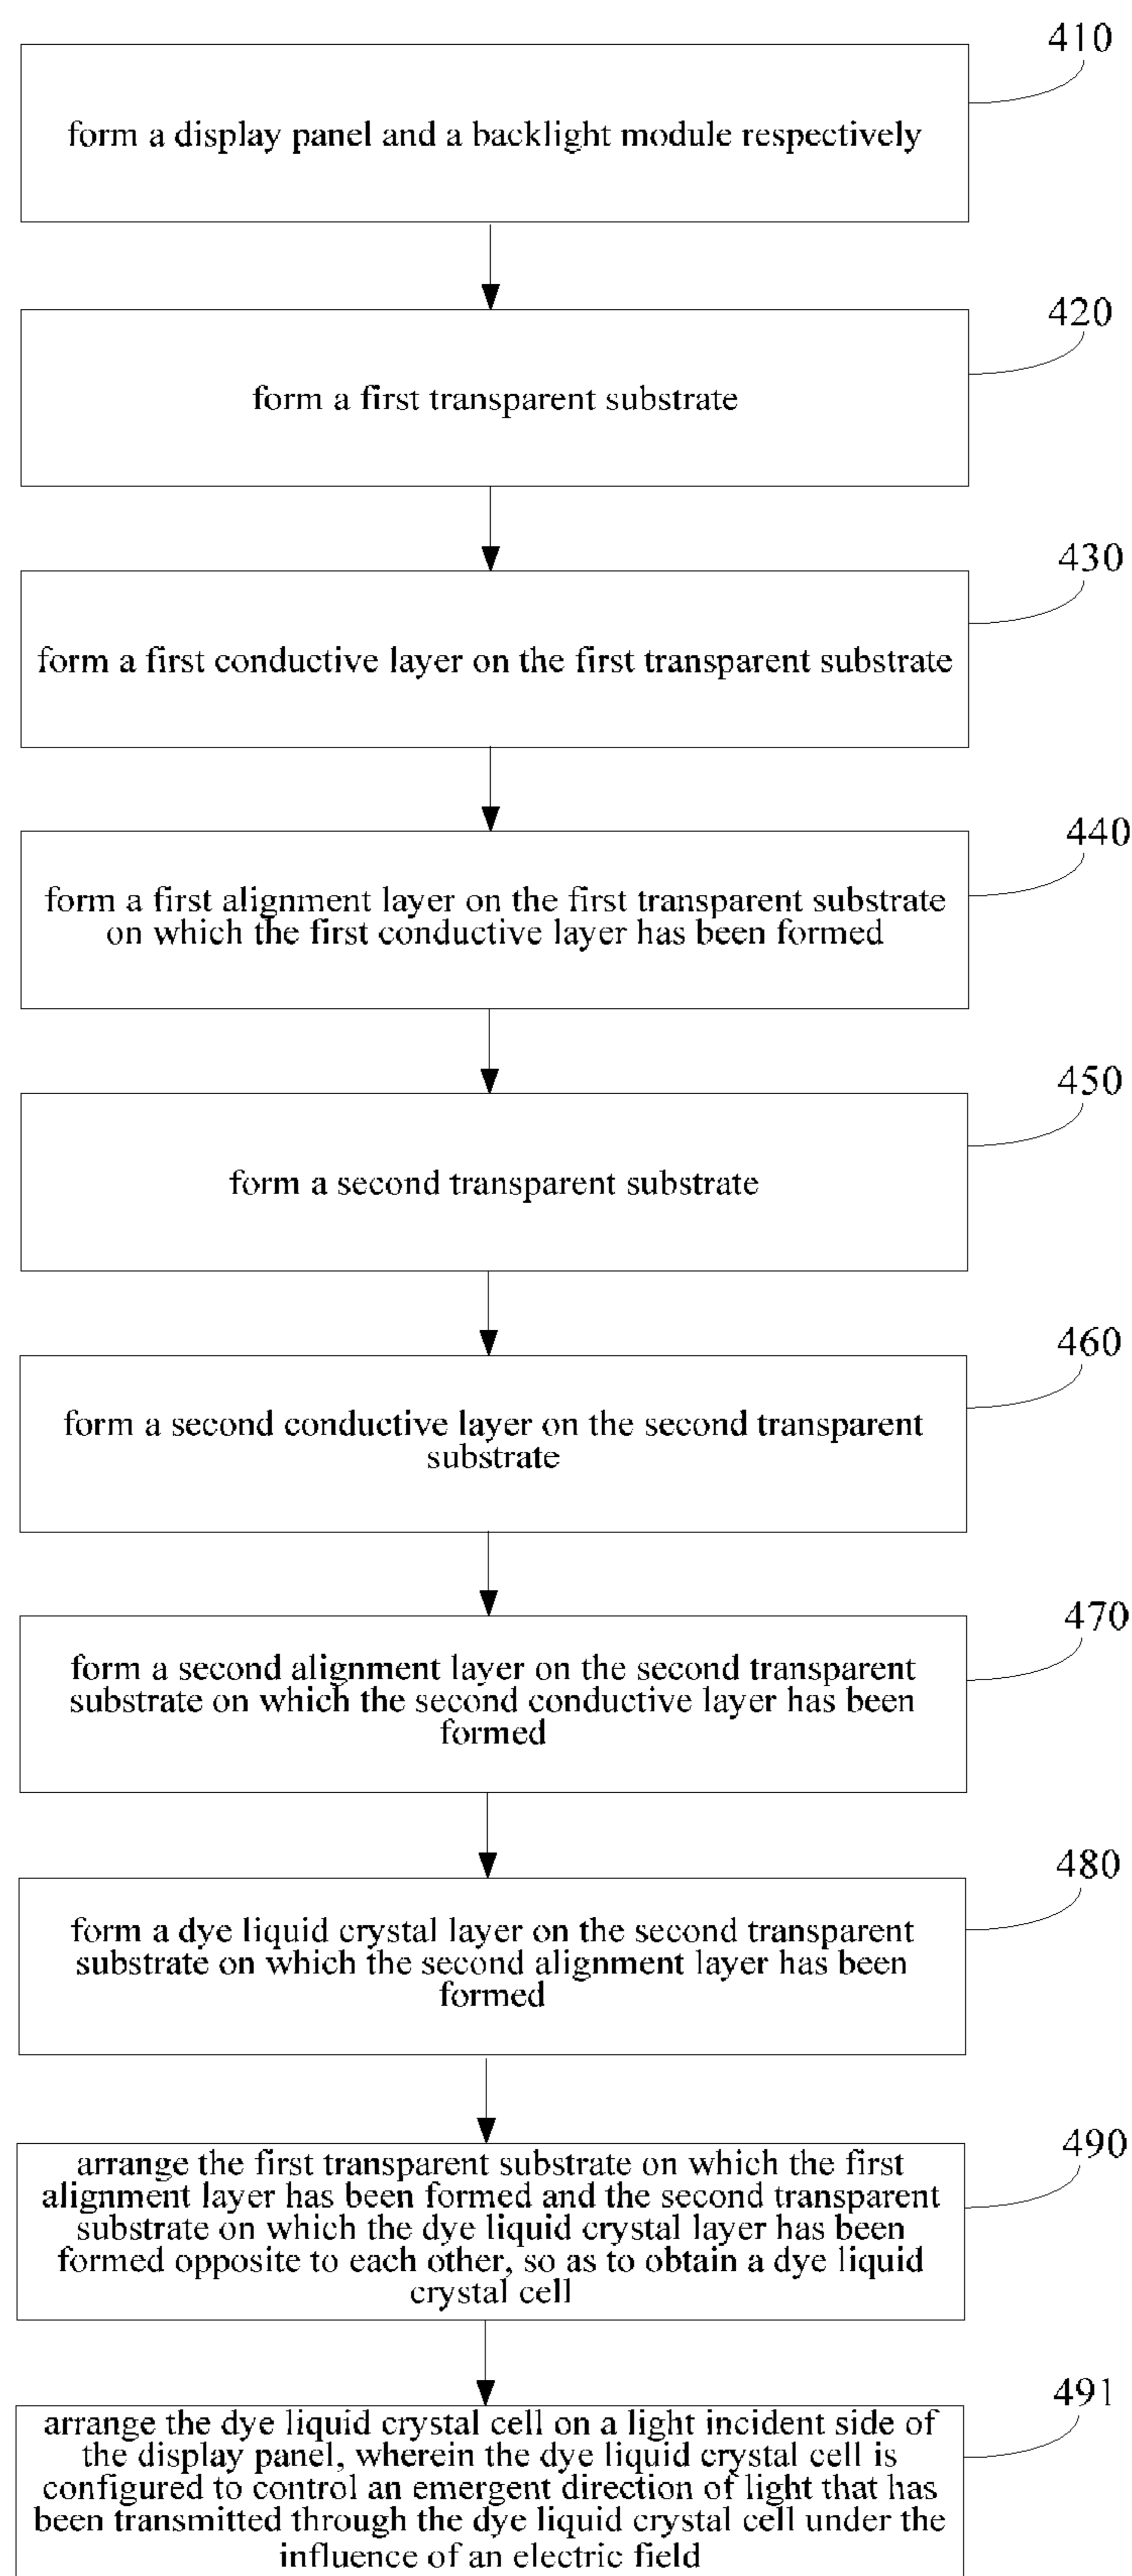 410
form a display panel and a backlight module respectively
420
form a first transparent substrate
430
form a first conductive layer on the first transparent substrate
440
form a first alignment layer on the first transparent substrate
on which the first conductive layer has been formed
450
form a second transparent substrate
460
form a second conductive layer on the second transparent
substrate
470
form a second alignment layer on the second transparent
substrate on which the second conductive layer has been
formed
480
form a dye liquid crystal layer on the second transparent
substrate on which the second alignment layer has been
formed
490
arrange the first transparent substrate on which the first
alignment layer has been formed and the second transparent
substrate on which the dye liquid crystal layer has been
formed opposite to each other, so as to obtain a dye liquid
crystal cell
491
arrange the dye liquid crystal cell on a light incident side of
the display panel, wherein the dye liquid crystal cell is
configured to control an emergent direction of light that has
been transmitted through the dye liquid crystal cell under the
influence of an electric field